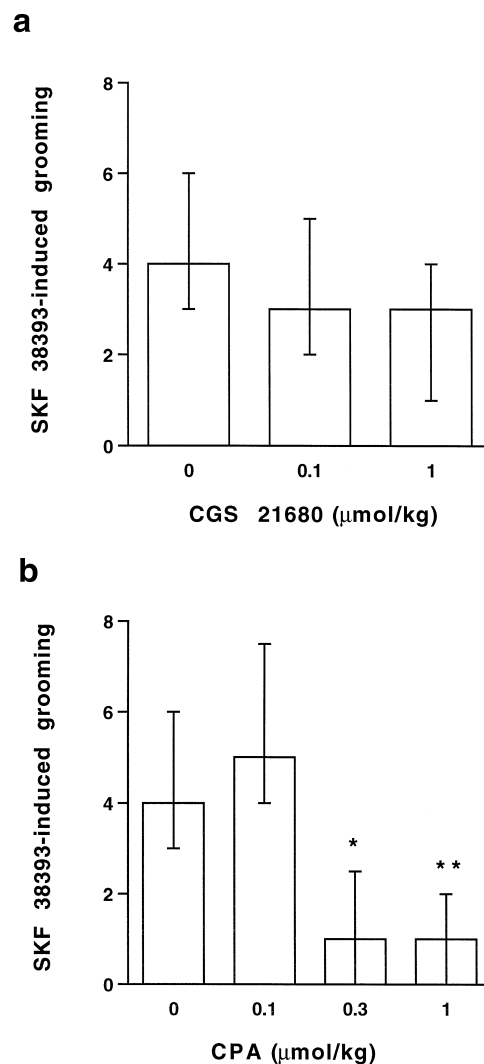 a
SKF 38393-induced grooming
8
6
4
2
0
0 0.1 1
CGS 21680 (μmol/kg)
b
SKF 38393-induced grooming
8
6
4
2
0
*
**
0 0.1 0.3 1
CPA (μmol/kg)